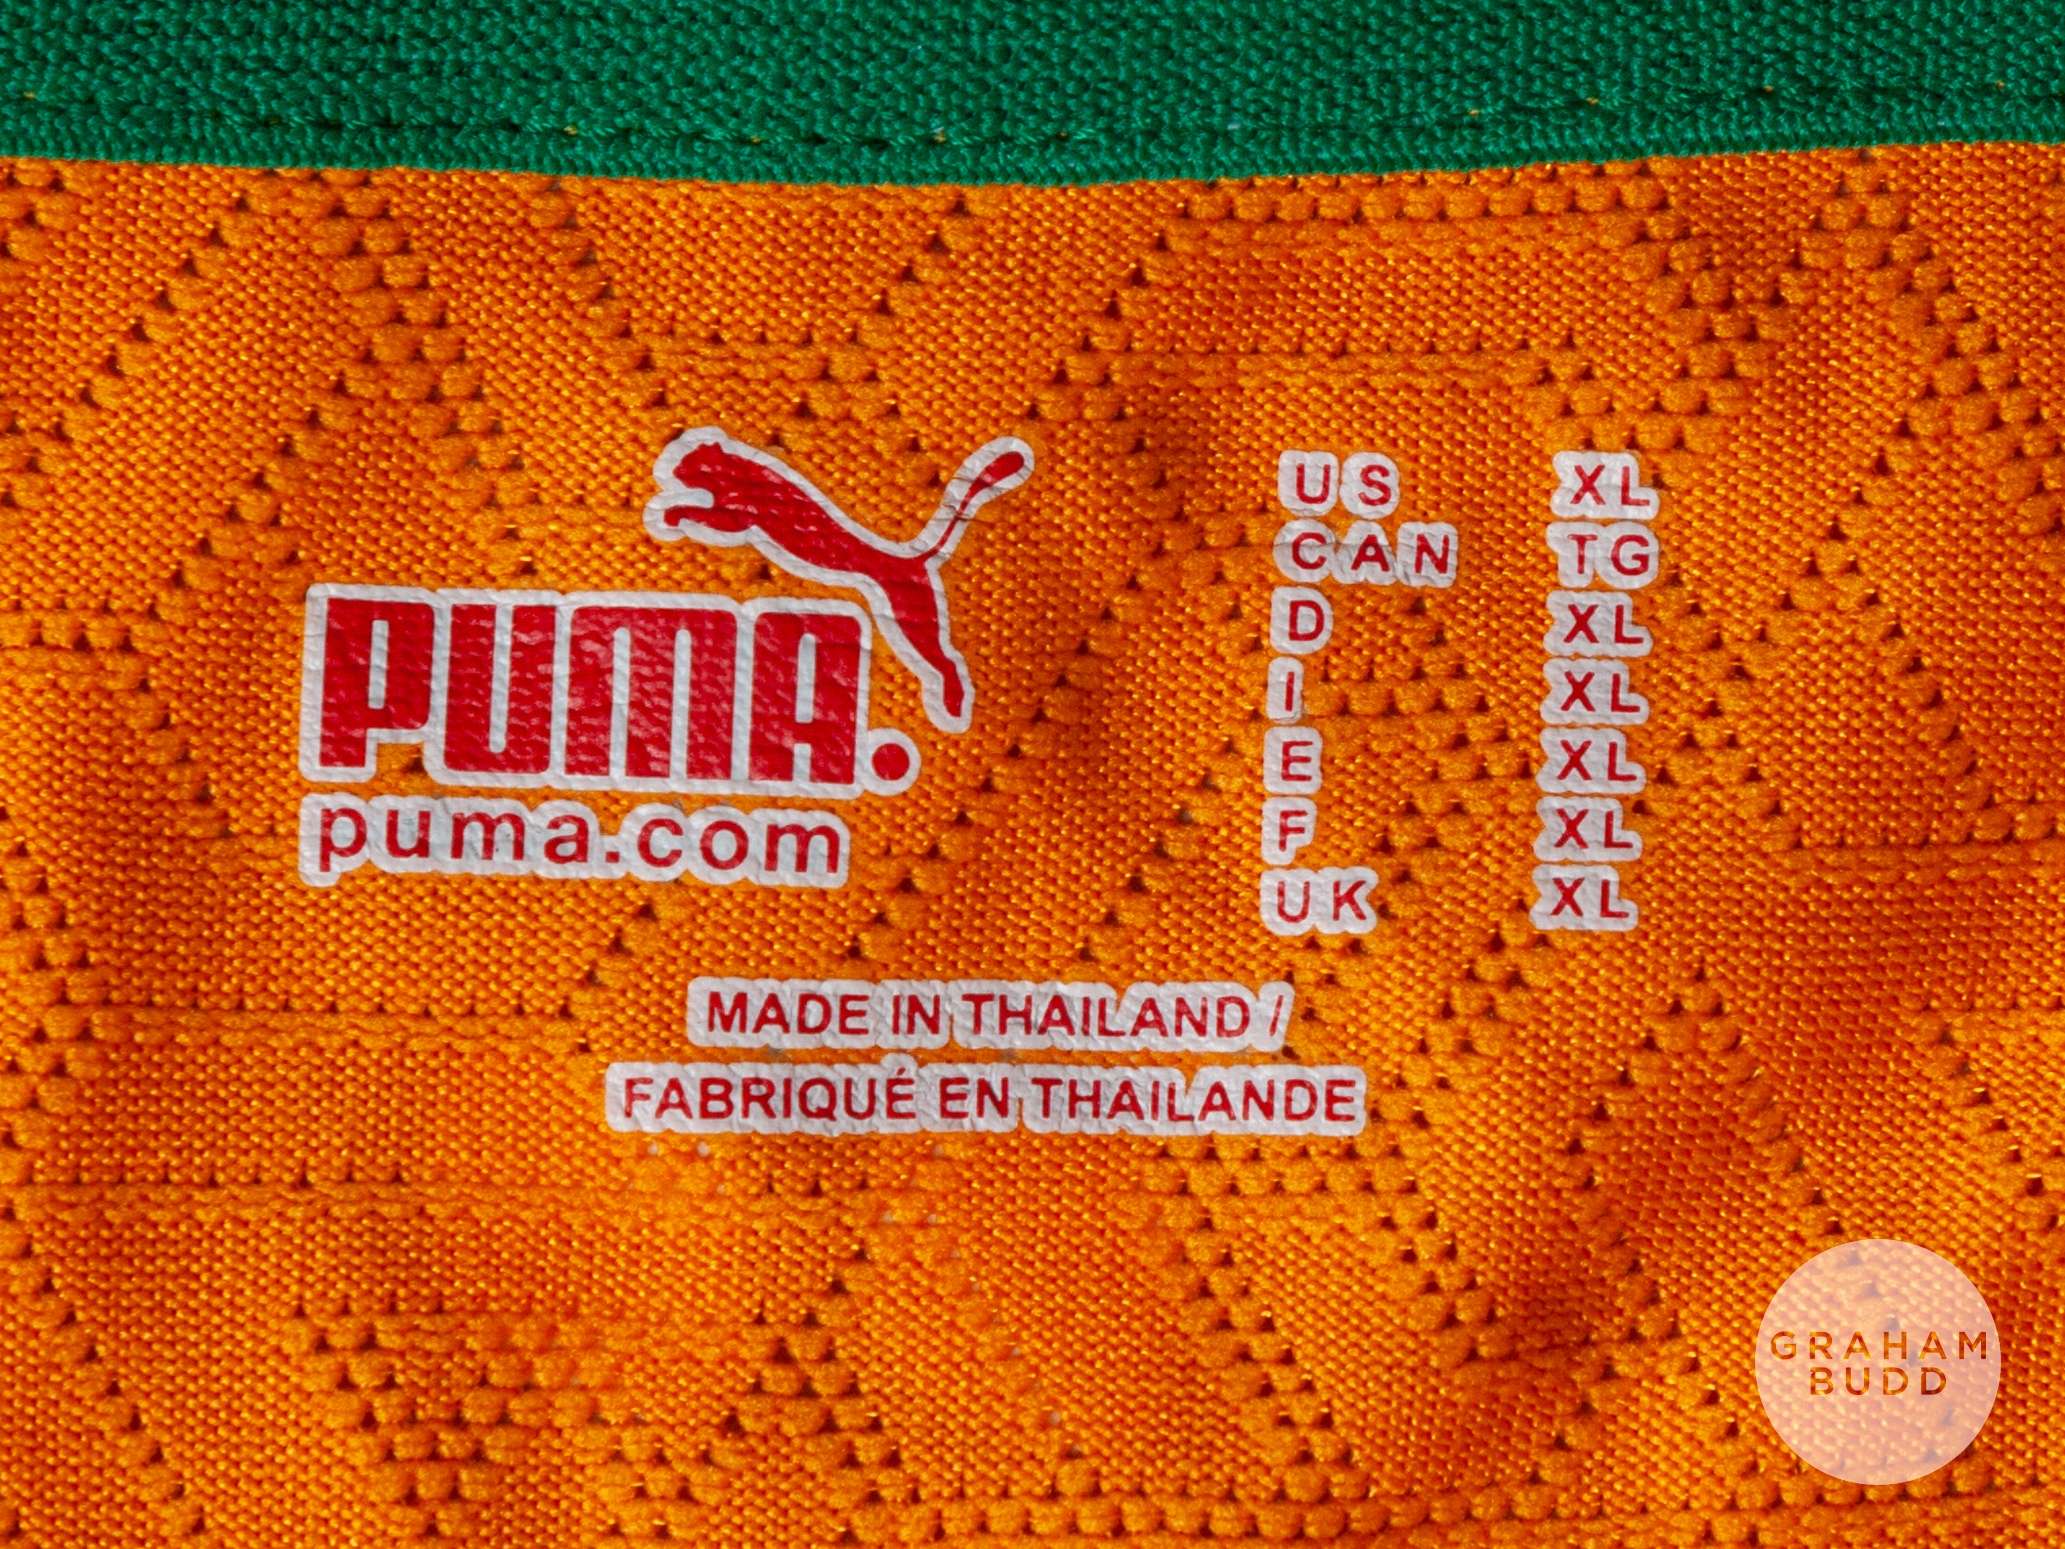 PUMA.
puma.com
US XL
CAN TG
D XL
I XL
E XL
F XL
UK XL
MADE IN THAILAND /
FABRIQUÉ EN THAILANDE
GRAHAM
BUDD